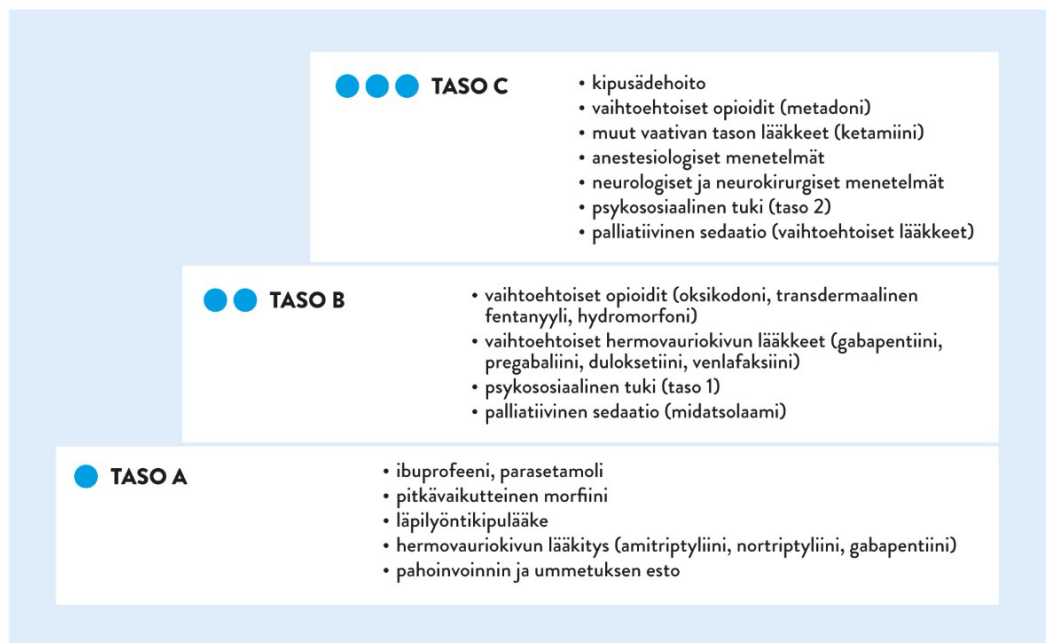 TASO C
• kipusädehoito
• vaihtoehtoiset opioidit (metadoni)
• muut vaativan tason lääkkeet (ketamiini)
• anestesiologiset menetelmät
• neurologiset ja neurokirurgiset menetelmät
• psykososiaalinen tuki (taso 2)
• palliatiivinen sedaatio (vaihtoehtoiset lääkkeet)
TASO B
• vaihtoehtoiset opioidit (oksikodoni, transdermaalinen
fentanyyli, hydromorfoni)
• vaihtoehtoiset hermovauriokivun lääkkeet (gabapentiini,
pregabaliini, duloksetiini, venlafaksiini)
• psykososiaalinen tuki (taso 1)
• palliatiivinen sedaatio (midatsolaami)
TASO A
• ibuprofeeni, parasetamoli
• pitkävaikutteinen morfiini
• läpilyöntikipulääke
• hermovauriokivun lääkitys (amitriptyliini, nortriptyliini, gabapentiini)
• pahoinvoinnin ja ummetuksen esto